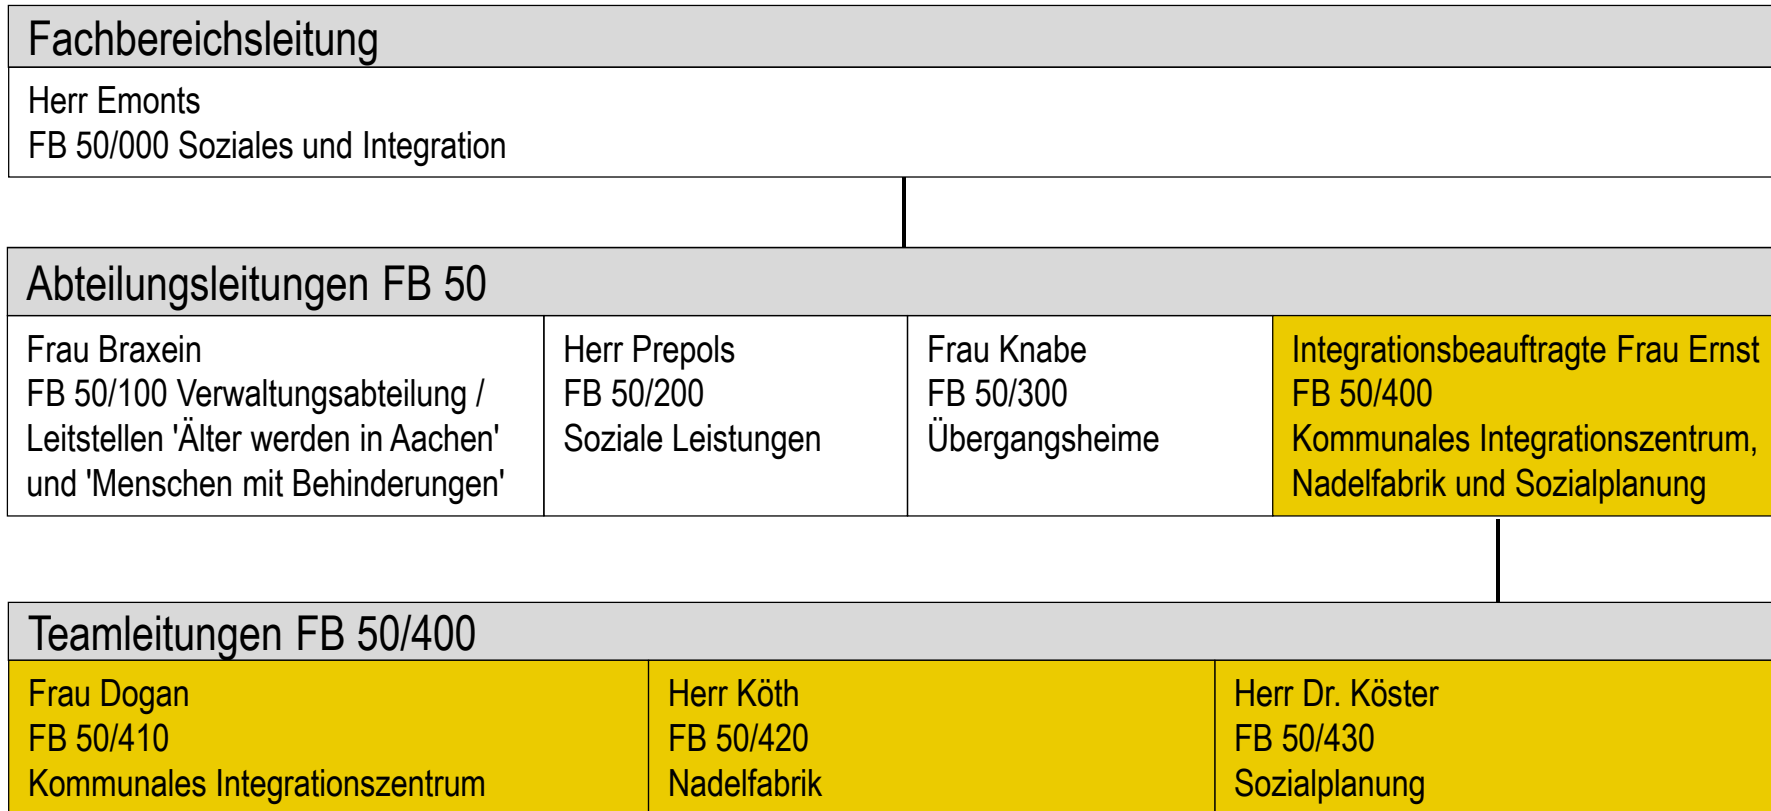 Fachbereichsleitung
Herr Emonts
FB 50/000 Soziales und Integration
Abteilungsleitungen FB 50
Frau Braxein
FB 50/100 Verwaltungsabteilung /
Leitstellen 'Älter werden in Aachen'
und 'Menschen mit Behinderungen'
Herr Prepols
FB 50/200
Soziale Leistungen
Frau Knabe
FB 50/300
Übergangsheime
Integrationsbeauftragte Frau Ernst
FB 50/400
Kommunales Integrationszentrum,
Nadelfabrik und Sozialplanung
Teamleitungen FB 50/400
Frau Dogan
FB 50/410
Kommunales Integrationszentrum
Herr Köth
FB 50/420
Nadelfabrik
Herr Dr. Köster
FB 50/430
Sozialplanung